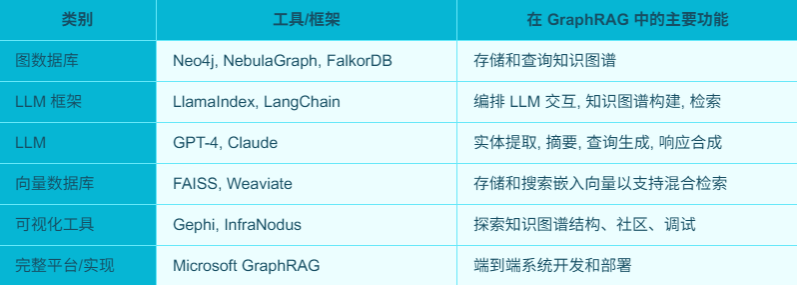 类别 工具/框架 在 GraphRAG 中的主要功能
图数据库 Neo4j, NebulaGraph, FalkorDB 存储和查询知识图谱
LLM 框架 LlamaIndex, LangChain 编排 LLM 交互, 知识图谱构建, 检索
LLM GPT-4, Claude 实体提取, 摘要, 查询生成, 响应合成
向量数据库 FAISS, Weaviate 存储和搜索嵌入向量以支持混合检索
可视化工具 Gephi, InfraNodus 探索知识图谱结构、社区、调试
完整平台/实现 Microsoft GraphRAG 端到端系统开发和部署